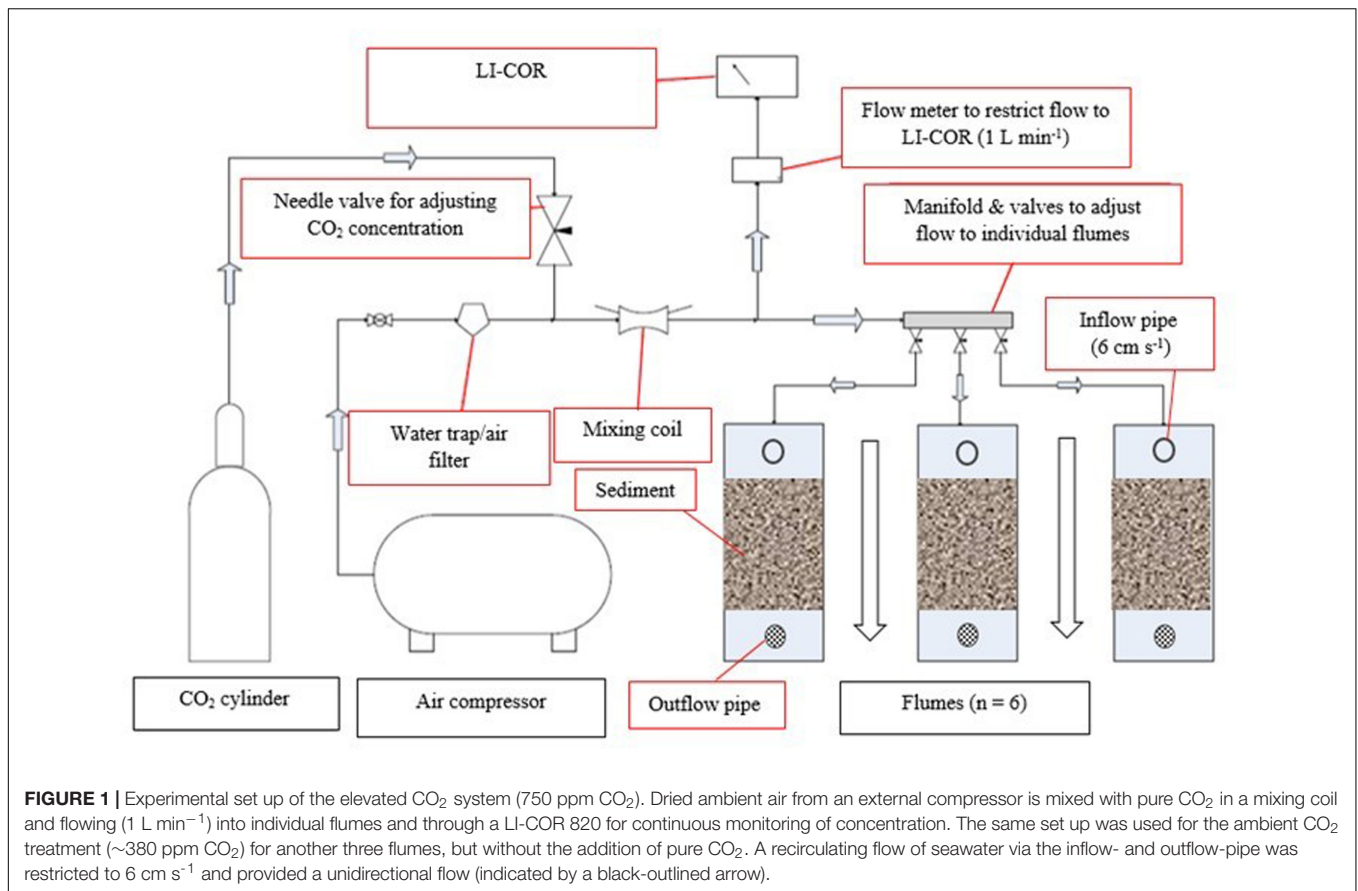 LI-COR
Flow meter to restrict flow to
LI-COR (1 L min⁻¹)
Needle valve for adjusting
CO₂ concentration
Manifold & valves to adjust
flow to individual flumes
Inflow pipe
(6 cm s⁻¹)
Water trap/air
filter
Mixing coil
Sediment
CO₂ cylinder
Air compressor
Outflow pipe
Flumes (n = 6)
FIGURE 1 | Experimental set up of the elevated CO₂ system (750 ppm CO₂). Dried ambient air from an external compressor is mixed with pure CO₂ in a mixing coil
and flowing (1 L min⁻¹) into individual flumes and through a LI-COR 820 for continuous monitoring of concentration. The same set up was used for the ambient CO₂
treatment (~380 ppm CO₂) for another three flumes, but without the addition of pure CO₂. A recirculating flow of seawater via the inflow- and outflow-pipe was
restricted to 6 cm s⁻¹ and provided a unidirectional flow (indicated by a black-outlined arrow).